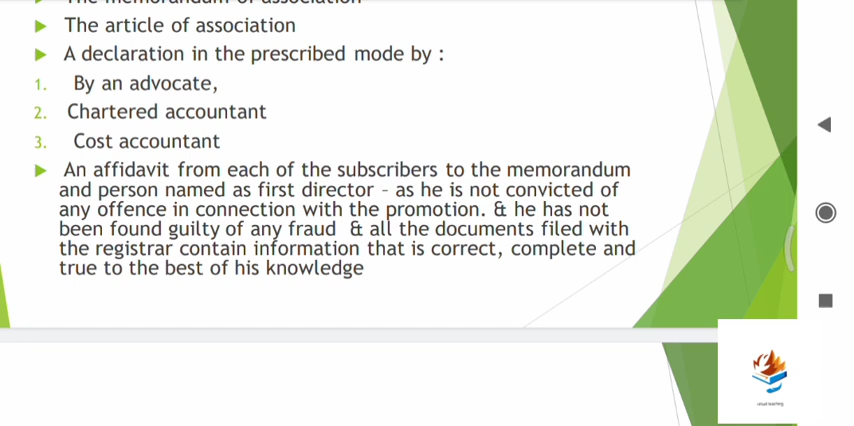 The memorandum of association
► The article of association
► A declaration in the prescribed mode by :
1. By an advocate,
2. Chartered accountant
3. Cost accountant
► An affidavit from each of the subscribers to the memorandum
and person named as first director – as he is not convicted of
any offence in connection with the promotion. & he has not
been found guilty of any fraud & all the documents filed with
the registrar contain information that is correct, complete and
true to the best of his knowledge